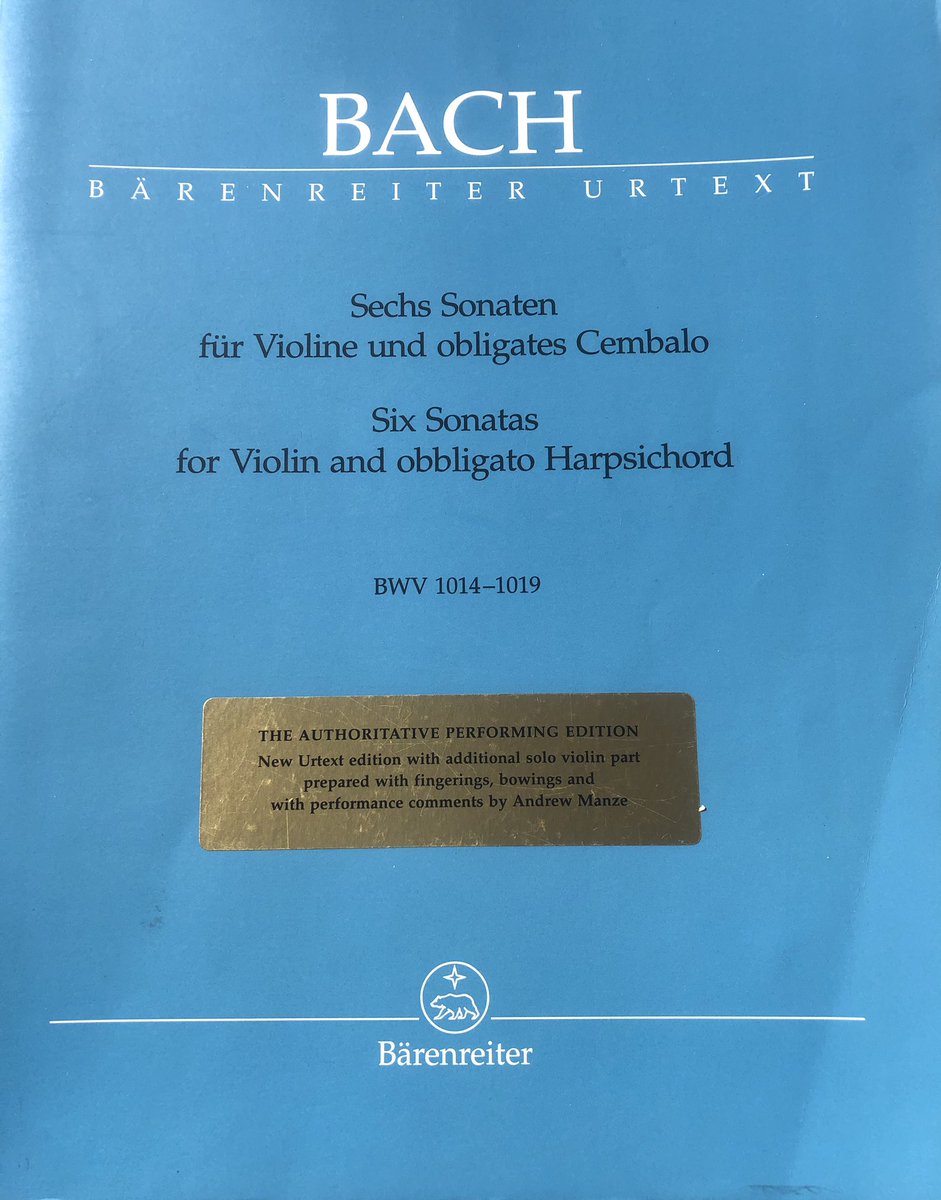 BACH
BÄRENREITER URTEXT
Sechs Sonaten
für Violine und obligates Cembalo
Six Sonatas
for Violin and obbligato Harpsichord
BWV 1014–1019
THE AUTHORITATIVE PERFORMING EDITION
New Urtext edition with additional solo violin part
prepared with fingerings, bowings and
with performance comments by Andrew Manze
Bärenreiter